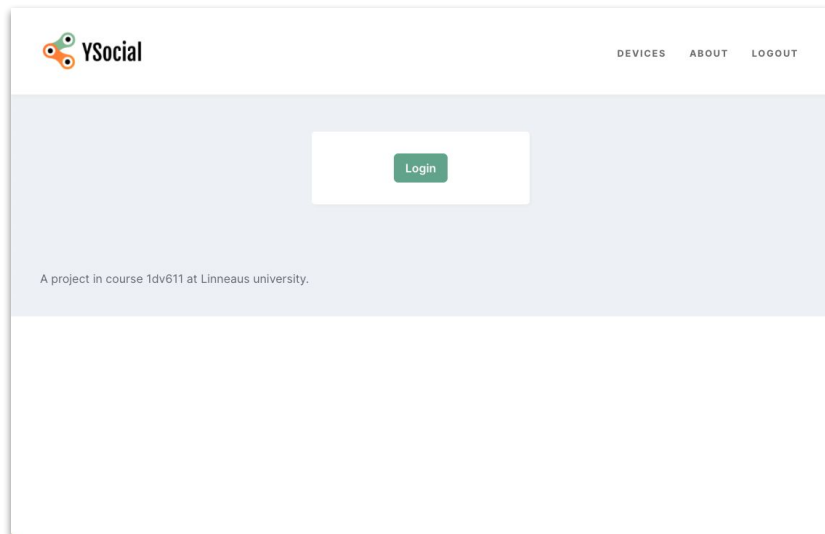 YSocial
DEVICES ABOUT LOGOUT
Login
A project in course 1dv611 at Linneaus university.